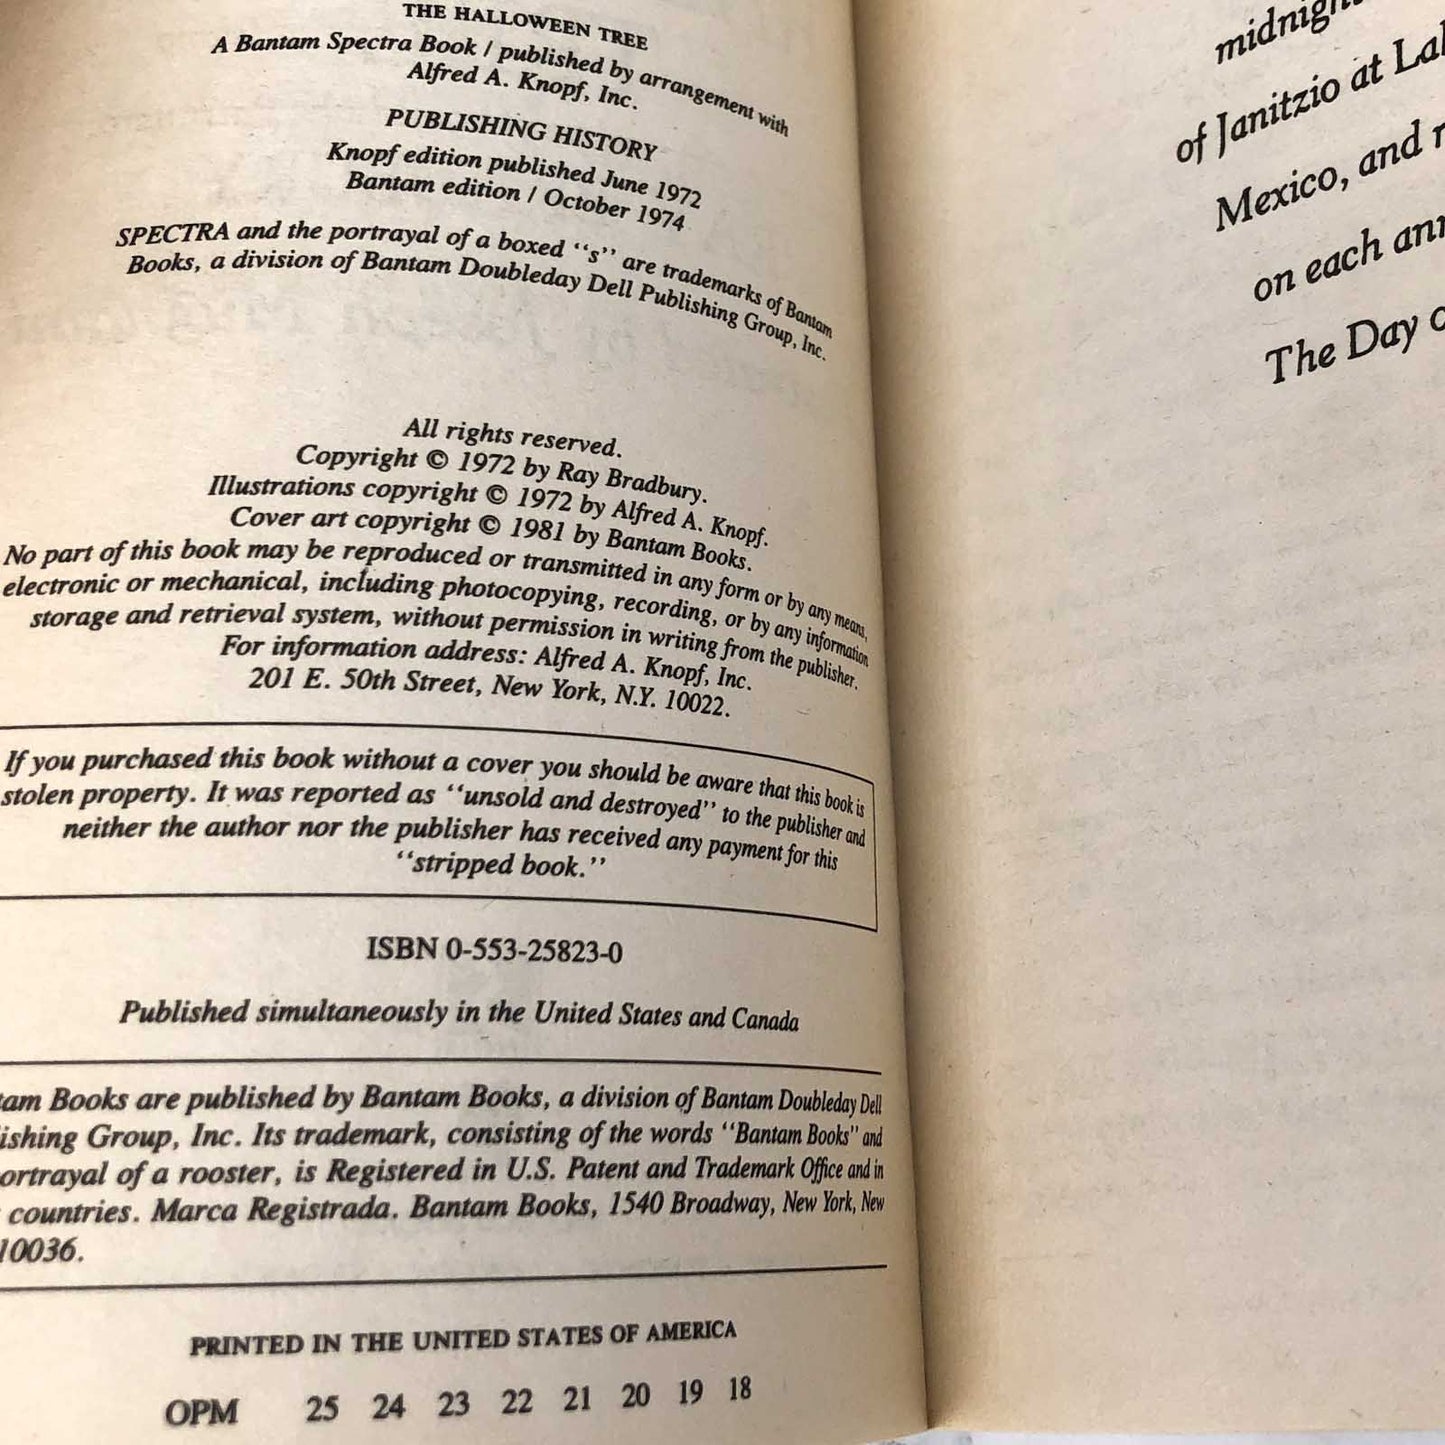 THE HALLOWEEN TREE
A Bantam Spectra Book / published by arrangement with
Alfred A. Knopf, Inc.
PUBLISHING HISTORY
Knopf edition published June 1972
Bantam edition / October 1974
SPECTRA and the portrayal of a boxed "s" are trademarks of Bantam
Books, a division of Bantam Doubleday Dell Publishing Group, Inc.
All rights reserved.
Copyright © 1972 by Ray Bradbury.
Illustrations copyright © 1972 by Alfred A. Knopf.
Cover art copyright © 1981 by Bantam Books.
No part of this book may be reproduced or transmitted in any form or by any means,
electronic or mechanical, including photocopying, recording, or by any information
storage and retrieval system, without permission in writing from the publisher.
For information address: Alfred A. Knopf, Inc.
201 E. 50th Street, New York, N.Y. 10022.
If you purchased this book without a cover you should be aware that this book is
stolen property. It was reported as "unsold and destroyed" to the publisher and
neither the author nor the publisher has received any payment for this
"stripped book."
ISBN 0-553-25823-0
Published simultaneously in the United States and Canada
tam Books are published by Bantam Books, a division of Bantam Doubleday Dell
ishing Group, Inc. Its trademark, consisting of the words "Bantam Books" and
ortrayal of a rooster, is Registered in U.S. Patent and Trademark Office and in
countries. Marca Registrada. Bantam Books, 1540 Broadway, New York, New
10036.
PRINTED IN THE UNITED STATES OF AMERICA
OPM 25 24 23 22 21 20 19 18
midnight
of Janitzio at Lak
Mexico, and
on each ann
The Day o